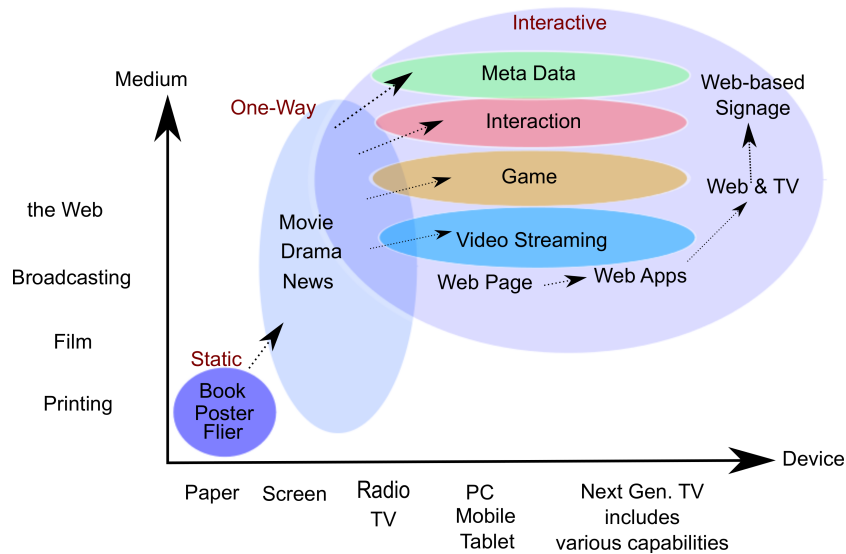 Interactive
Medium
One-Way
Meta Data
Web-based
Signage
Interaction
Game
Web & TV
the Web
Movie
Drama
News
Video Streaming
Broadcasting
Web Page
Web Apps
Film
Static
Printing
Book
Poster
Flier
Device
Paper
Screen
Radio
TV
PC
Mobile
Tablet
Next Gen. TV
includes
various capabilities